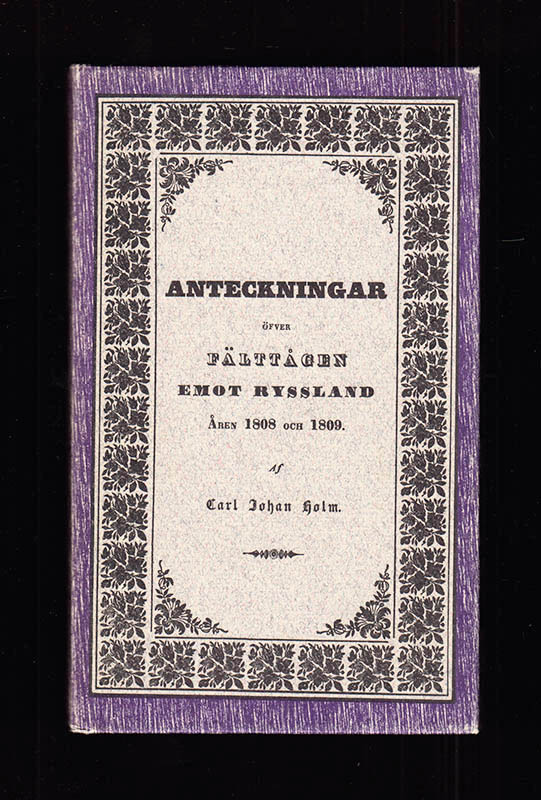 ANTECKNINGAR
ÖFVER
FÄLTTÅGEN
EMOT RYSSLAND
ÅREN 1808 OCH 1809.
AF
Carl Johan Holm.